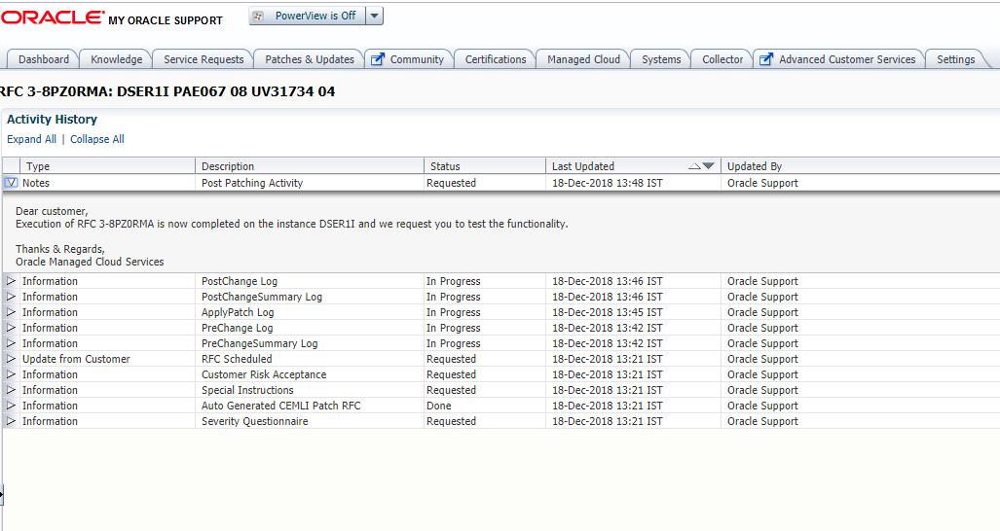 ORACLE MY ORACLE SUPPORT PowerView is Off
Dashboard Knowledge Service Requests Patches & Updates Community Certifications Managed Cloud Systems Collector Advanced Customer Services Settings
RFC 3-8PZ0RMA: DSER1I PAE067 08 UV31734 04
Activity History
Expand All | Collapse All
Type Description Status Last Updated Updated By
Notes Post Patching Activity Requested 18-Dec-2018 13:48 IST Oracle Support
Dear customer,
Execution of RFC 3-8PZ0RMA is now completed on the instance DSER1I and we request you to test the functionality.
Thanks & Regards,
Oracle Managed Cloud Services
Information PostChange Log In Progress 18-Dec-2018 13:46 IST Oracle Support
Information PostChangeSummary Log In Progress 18-Dec-2018 13:46 IST Oracle Support
Information ApplyPatch Log In Progress 18-Dec-2018 13:45 IST Oracle Support
Information PreChange Log In Progress 18-Dec-2018 13:42 IST Oracle Support
Information PreChangeSummary Log In Progress 18-Dec-2018 13:42 IST Oracle Support
Update from Customer RFC Scheduled Requested 18-Dec-2018 13:21 IST Oracle Support
Information Customer Risk Acceptance Requested 18-Dec-2018 13:21 IST Oracle Support
Information Special Instructions Requested 18-Dec-2018 13:21 IST Oracle Support
Information Auto Generated CEMLI Patch RFC Done 18-Dec-2018 13:21 IST Oracle Support
Information Severity Questionnaire Requested 18-Dec-2018 13:21 IST Oracle Support